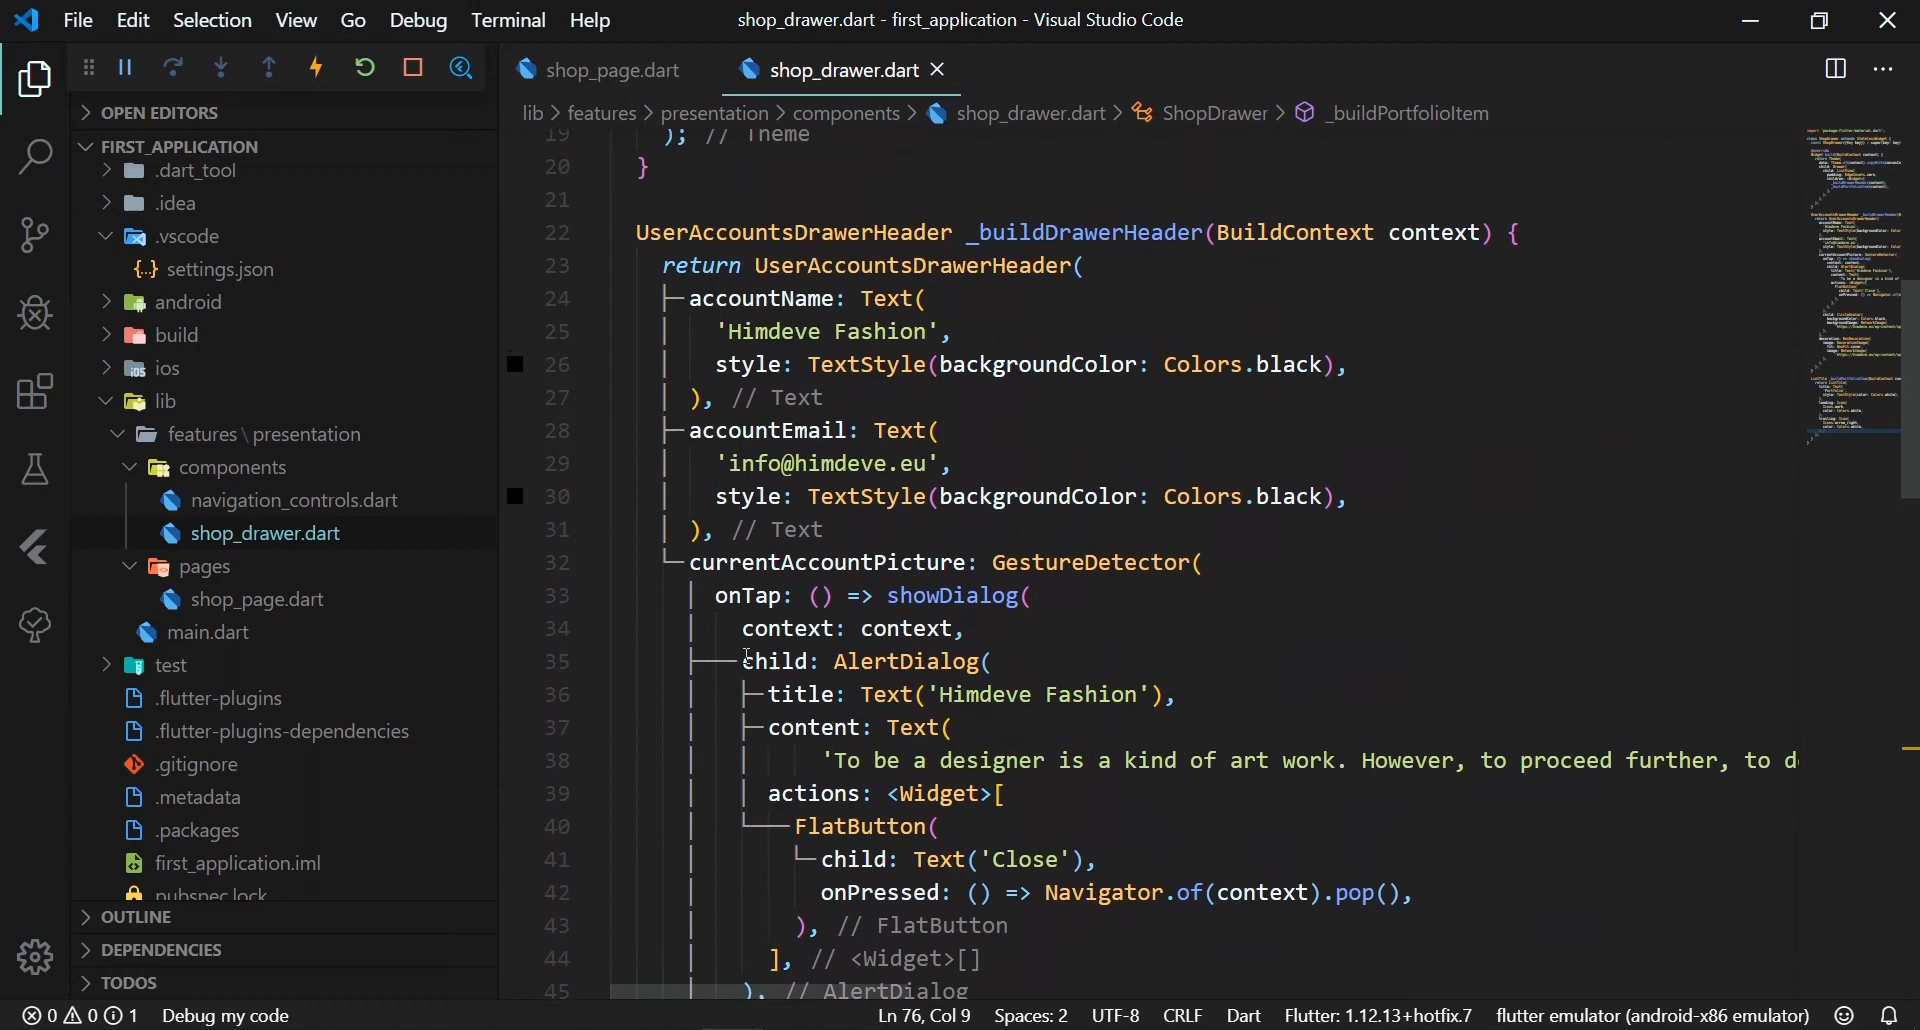 File Edit Selection View Go Debug Terminal Help
shop_drawer.dart - first_application - Visual Studio Code
shop_page.dart
shop_drawer.dart
lib > features > presentation > components > shop_drawer.dart > ShopDrawer > _buildPortfolioItem
OPEN EDITORS
FIRST_APPLICATION
.dart_tool
.idea
.vscode
settings.json
android
build
ios
lib
features \ presentation
components
navigation_controls.dart
shop_drawer.dart
pages
shop_page.dart
main.dart
test
.flutter-plugins
.flutter-plugins-dependencies
.gitignore
.metadata
.packages
first_application.iml
pubspec.lock
OUTLINE
DEPENDENCIES
TODOS
19 ); // Theme
20 }
21
22 UserAccountsDrawerHeader _buildDrawerHeader(BuildContext context) {
23 return UserAccountsDrawerHeader(
24 accountName: Text(
25 'Himdeve Fashion',
26 style: TextStyle(backgroundColor: Colors.black),
27 ), // Text
28 accountEmail: Text(
29 'info@himdeve.eu',
30 style: TextStyle(backgroundColor: Colors.black),
31 ), // Text
32 currentAccountPicture: GestureDetector(
33 onTap: () => showDialog(
34 context: context,
35 child: AlertDialog(
36 title: Text('Himdeve Fashion'),
37 content: Text(
38 'To be a designer is a kind of art work. However, to proceed further, to d
39 actions: <Widget>[
40 FlatButton(
41 child: Text('Close'),
42 onPressed: () => Navigator.of(context).pop(),
43 ), // FlatButton
44 ], // <Widget>[]
45 ), // AlertDialog
0 0 1 Debug my code
Ln 76, Col 9 Spaces: 2 UTF-8 CRLF Dart Flutter: 1.12.13+hotfix.7 flutter emulator (android-x86 emulator)